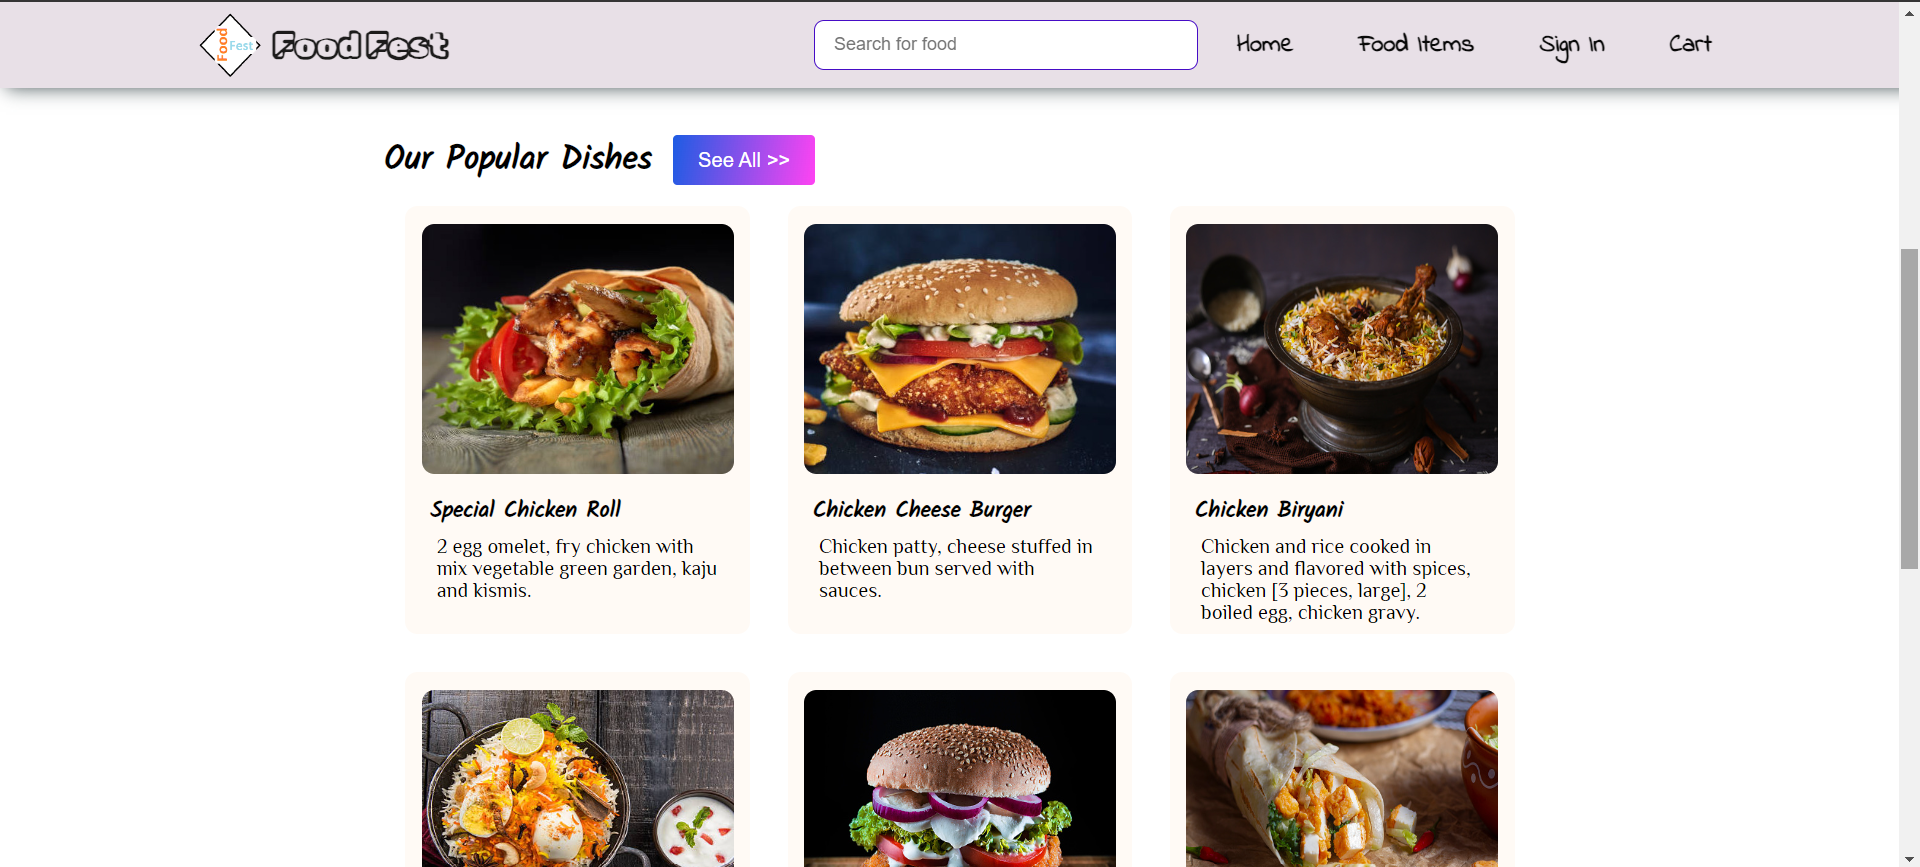 Food
Fest
Food Fest
Search for food
Home
Food Items
Sign In
Cart
Our Popular Dishes
See All >>
Special Chicken Roll
2 egg omelet, fry chicken with
mix vegetable green garden, kaju
and kismis.
Chicken Cheese Burger
Chicken patty, cheese stuffed in
between bun served with
sauces.
Chicken Biryani
Chicken and rice cooked in
layers and flavored with spices,
chicken [3 pieces, large], 2
boiled egg, chicken gravy.